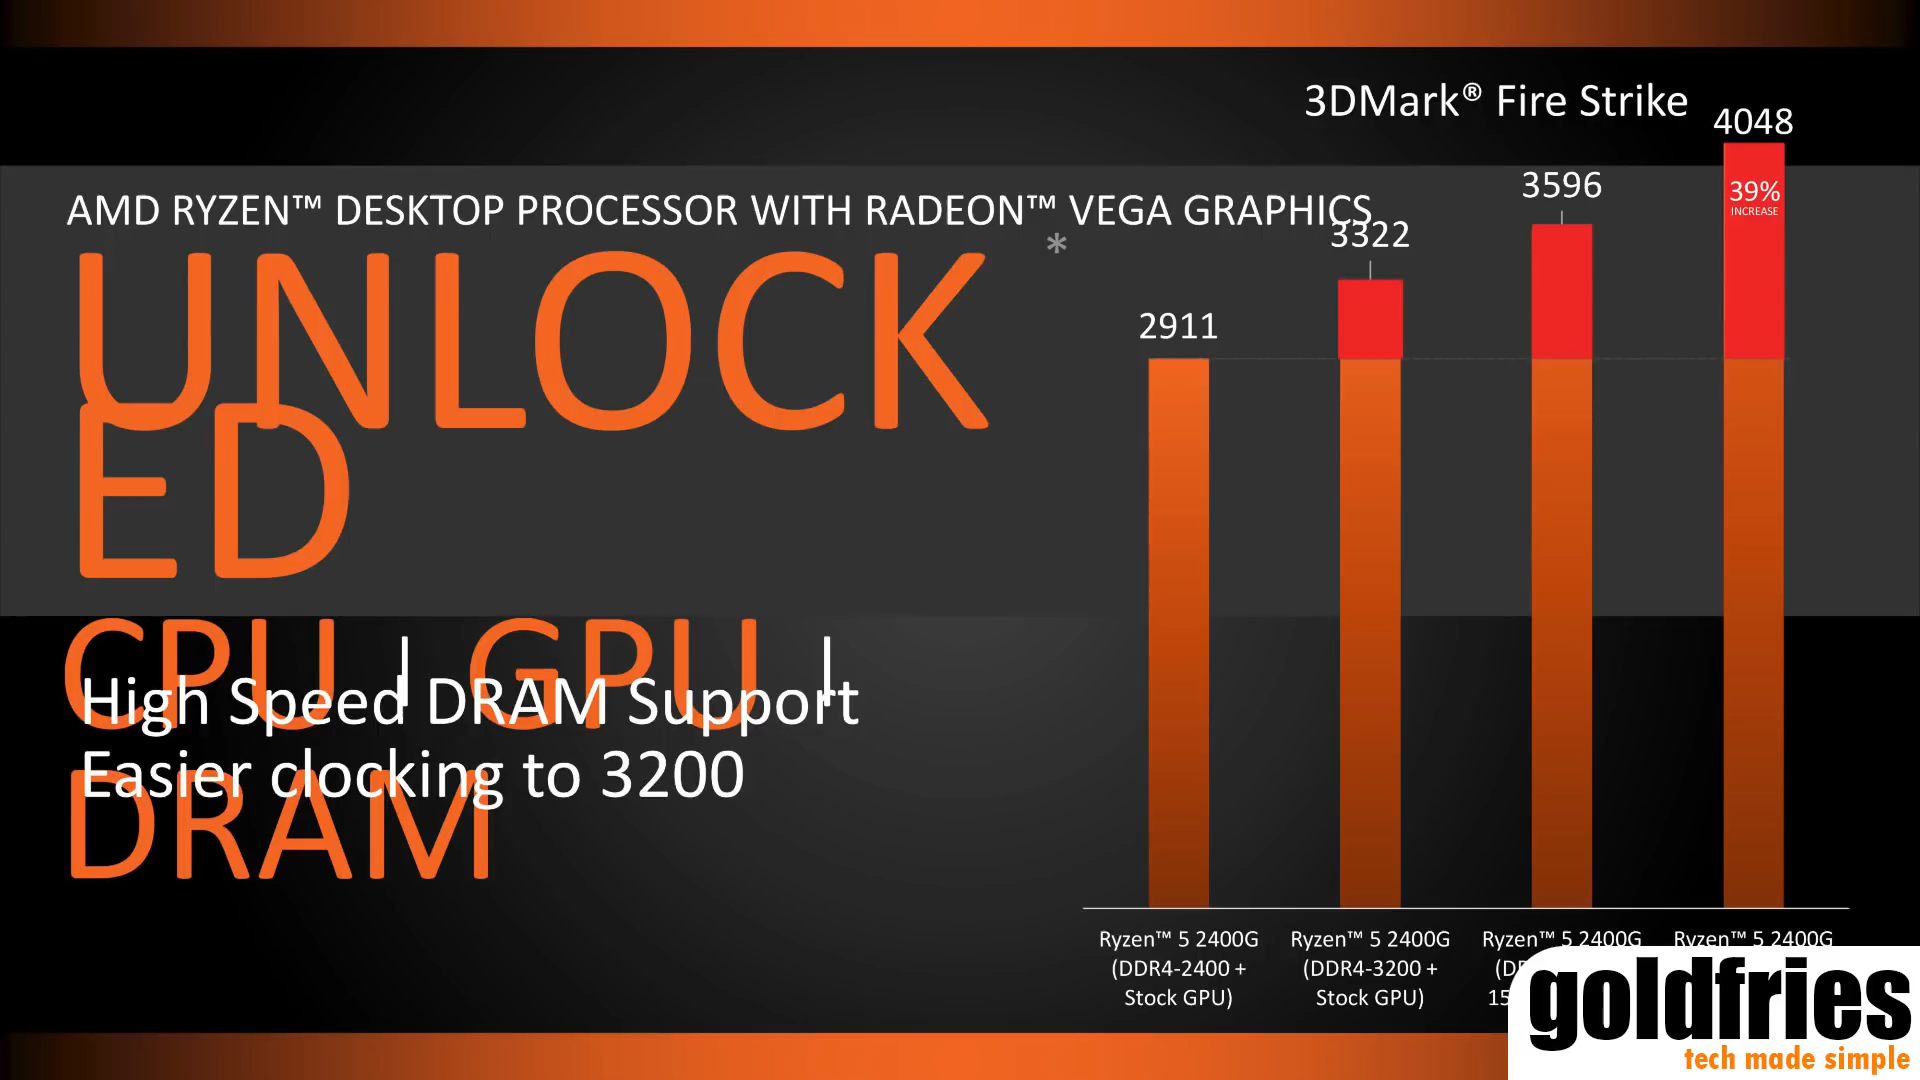 3DMark® Fire Strike
AMD RYZEN™ DESKTOP PROCESSOR WITH RADEON™ VEGA GRAPHICS
UNLOCK
ED
*
CPU | GPU |
DRAM
High Speed DRAM Support
Easier clocking to 3200
2911
3322
3596
4048
39%
INCREASE
Ryzen™ 5 2400G
(DDR4-2400 +
Stock GPU)
Ryzen™ 5 2400G
(DDR4-3200 +
Stock GPU)
Ryzen™ 5 2400G
Ryzen™ 5 2400G
goldfries
tech made simple